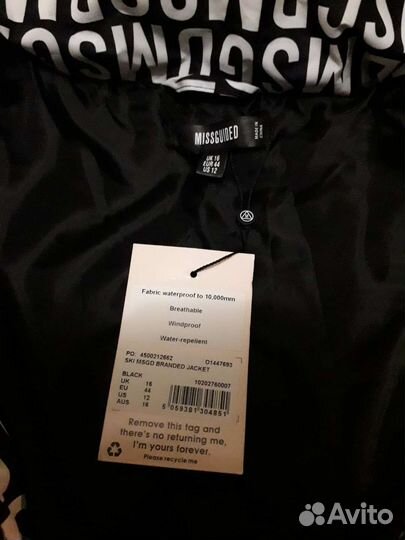 MSGD
MISSGUIDED
MADE IN
CHINA
UK 16
EUR 44
US 12
Fabric waterproof to 10,000mm
Breathable
Windproof
Water-repellent
PO: 4500212662 O1447693
SKI MSGD BRANDED JACKET
BLACK 10202760007
UK 16
EU 44
US 12
AUS 16
5 059381 304851
Remove this tag and
there's no returning me,
I'm yours forever.
Please recycle me
Avito